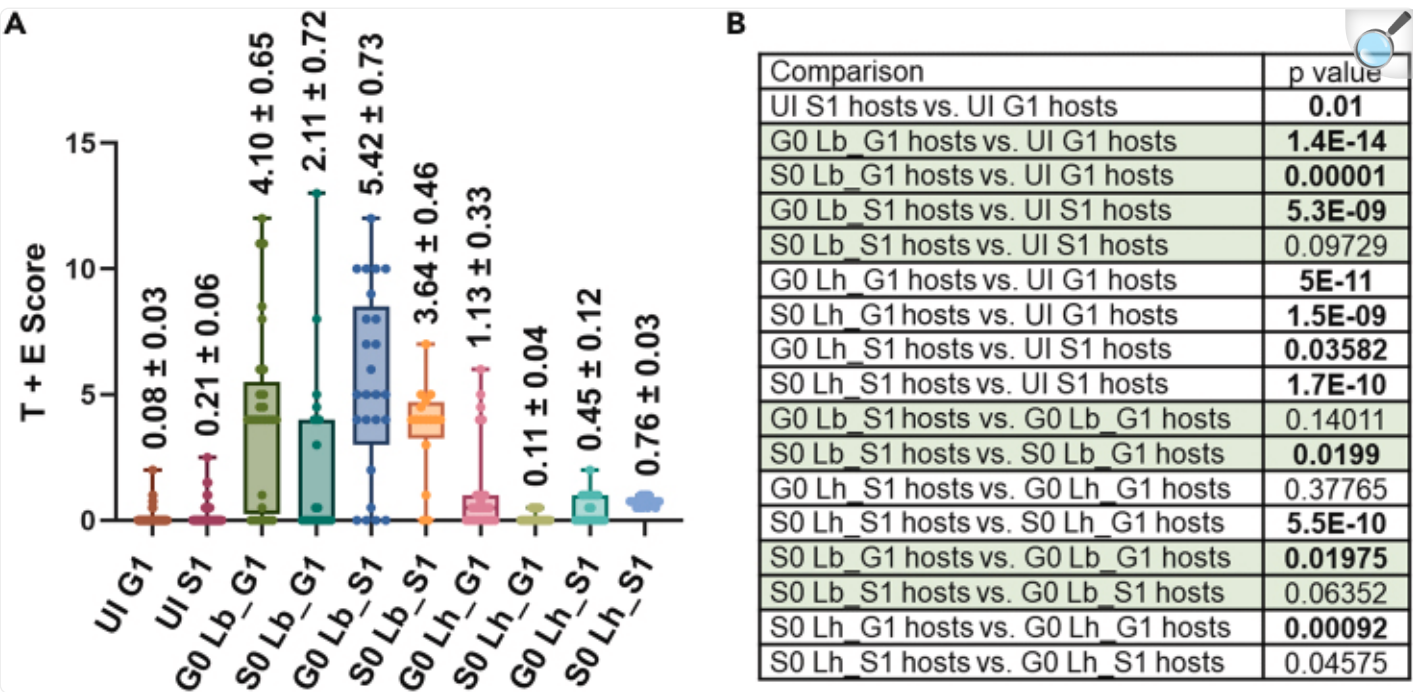 A
T + E Score
15
10
5
0
0.08 ± 0.03
0.21 ± 0.06
4.10 ± 0.65
2.11 ± 0.72
5.42 ± 0.73
3.64 ± 0.46
1.13 ± 0.33
0.11 ± 0.04
0.45 ± 0.12
0.76 ± 0.03
UI G1
UI S1
G0 Lb_G1
S0 Lb_G1
G0 Lb_S1
S0 Lb_S1
G0 Lh_G1
S0 Lh_G1
G0 Lh_S1
S0 Lh_S1
B
Comparison p value
UI S1 hosts vs. UI G1 hosts 0.01
G0 Lb_G1 hosts vs. UI G1 hosts 1.4E-14
S0 Lb_G1 hosts vs. UI G1 hosts 0.00001
G0 Lb_S1 hosts vs. UI S1 hosts 5.3E-09
S0 Lb_S1 hosts vs. UI S1 hosts 0.09729
G0 Lh_G1 hosts vs. UI G1 hosts 5E-11
S0 Lh_G1 hosts vs. UI G1 hosts 1.5E-09
G0 Lh_S1 hosts vs. UI S1 hosts 0.03582
S0 Lh_S1 hosts vs. UI S1 hosts 1.7E-10
G0 Lb_S1 hosts vs. G0 Lb_G1 hosts 0.14011
S0 Lb_S1 hosts vs. S0 Lb_G1 hosts 0.0199
G0 Lh_S1 hosts vs. G0 Lh_G1 hosts 0.37765
S0 Lh_S1 hosts vs. S0 Lh_G1 hosts 5.5E-10
S0 Lb_G1 hosts vs. G0 Lb_G1 hosts 0.01975
S0 Lb_S1 hosts vs. G0 Lb_S1 hosts 0.06352
S0 Lh_G1 hosts vs. G0 Lh_G1 hosts 0.00092
S0 Lh_S1 hosts vs. G0 Lh_S1 hosts 0.04575